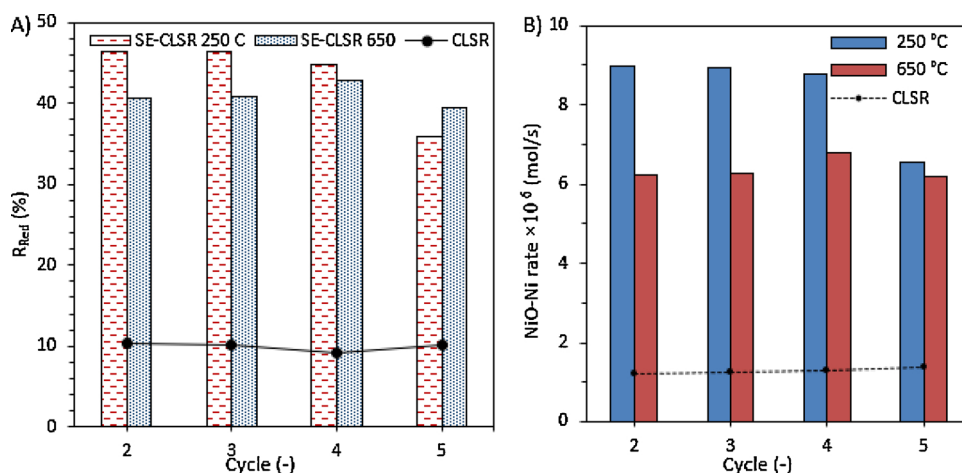 A)
SE-CLSR 250 C
SE-CLSR 650
CLSR
50
40
30
20
10
0
R_Red (%)
2
3
4
5
Cycle (-)
B)
250 °C
650 °C
CLSR
10
8
6
4
2
0
NiO-Ni rate ×10⁶ (mol/s)
2
3
4
5
Cycle (-)